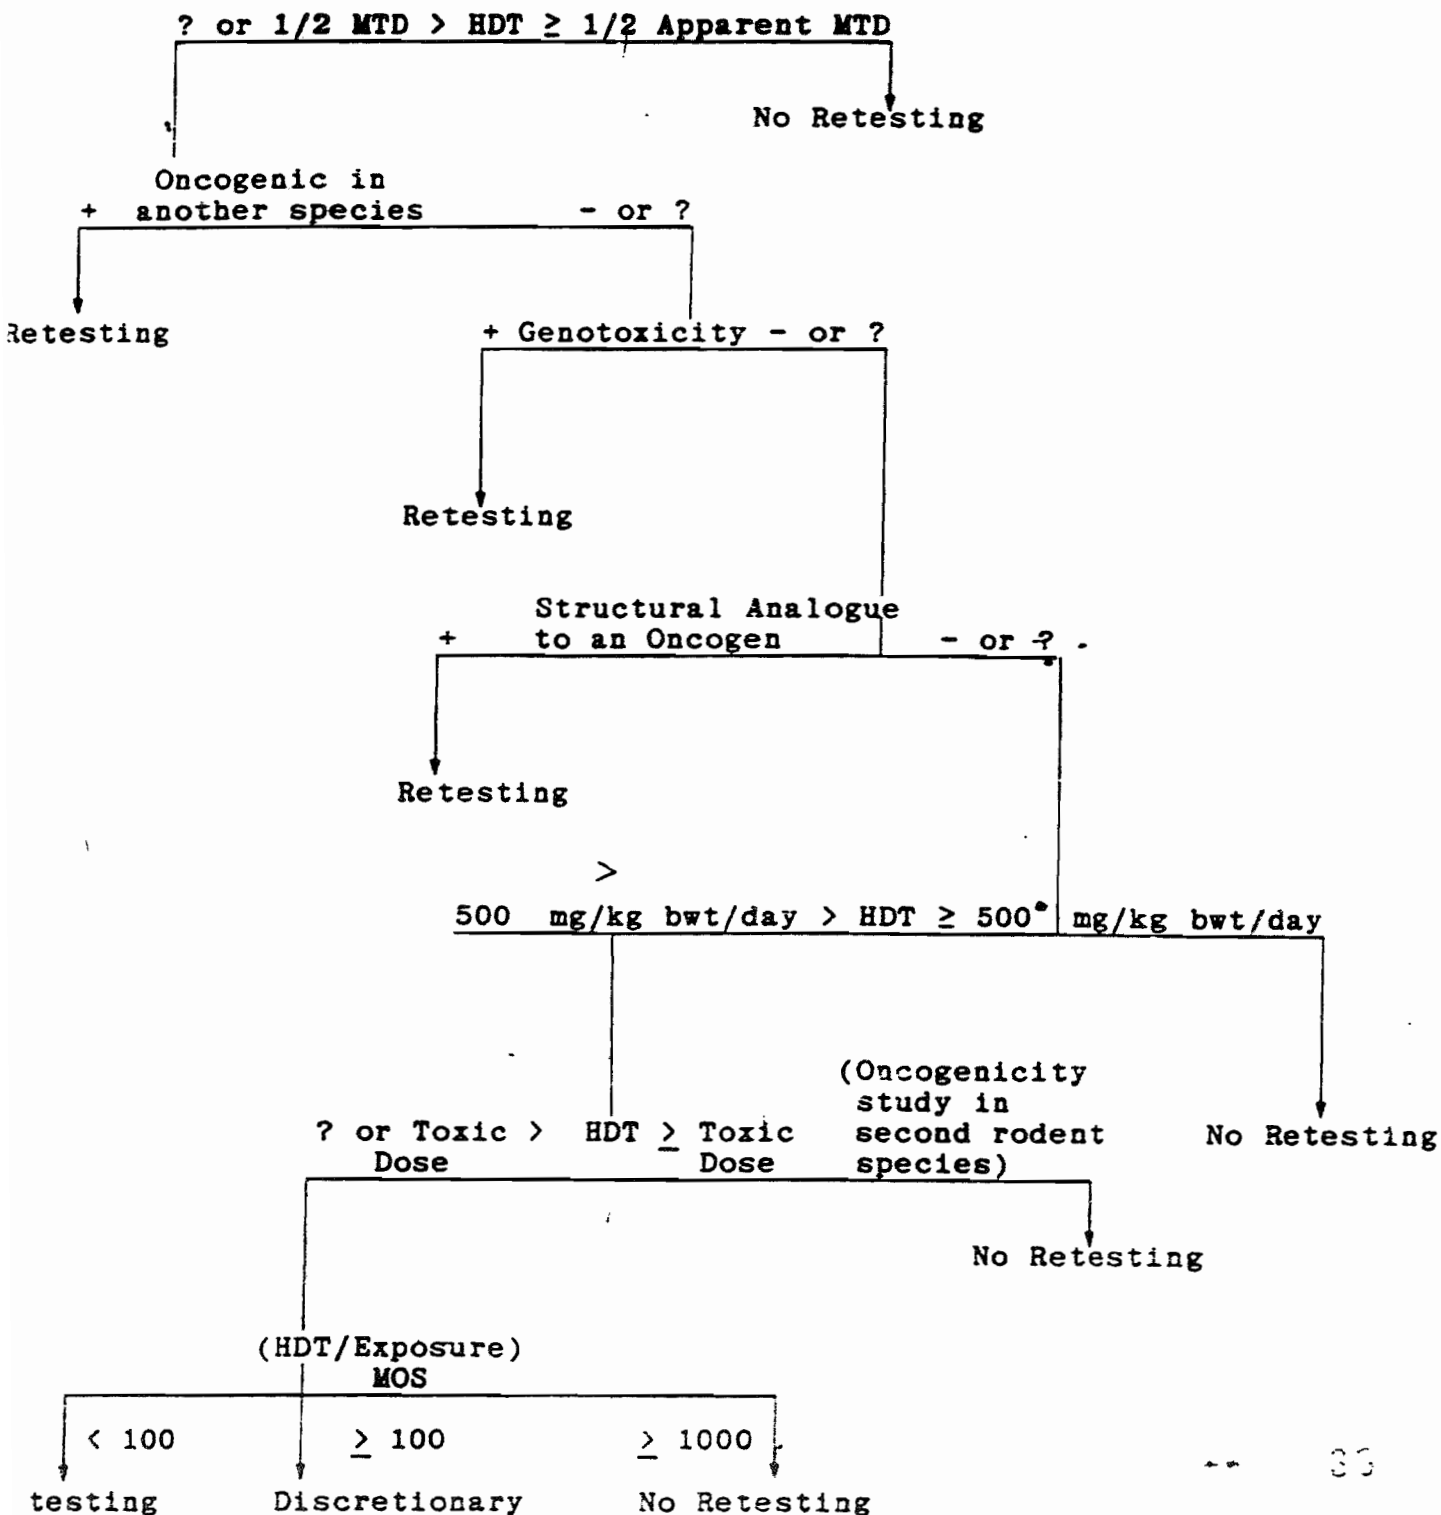 ? or 1/2 MTD > HDT ≥ 1/2 Apparent MTD
No Retesting
Oncogenic in
+ another species - or ?
Retesting
+ Genotoxicity - or ?
Retesting
Structural Analogue
+ to an Oncogen - or ?
Retesting
>
500 mg/kg bwt/day > HDT ≥ 500 mg/kg bwt/day
(Oncogenicity
study in
? or Toxic > HDT ≥ Toxic second rodent
Dose Dose species)
No Retesting
No Retesting
(HDT/Exposure)
MOS
< 100 ≥ 100 ≥ 1000
testing Discretionary No Retesting